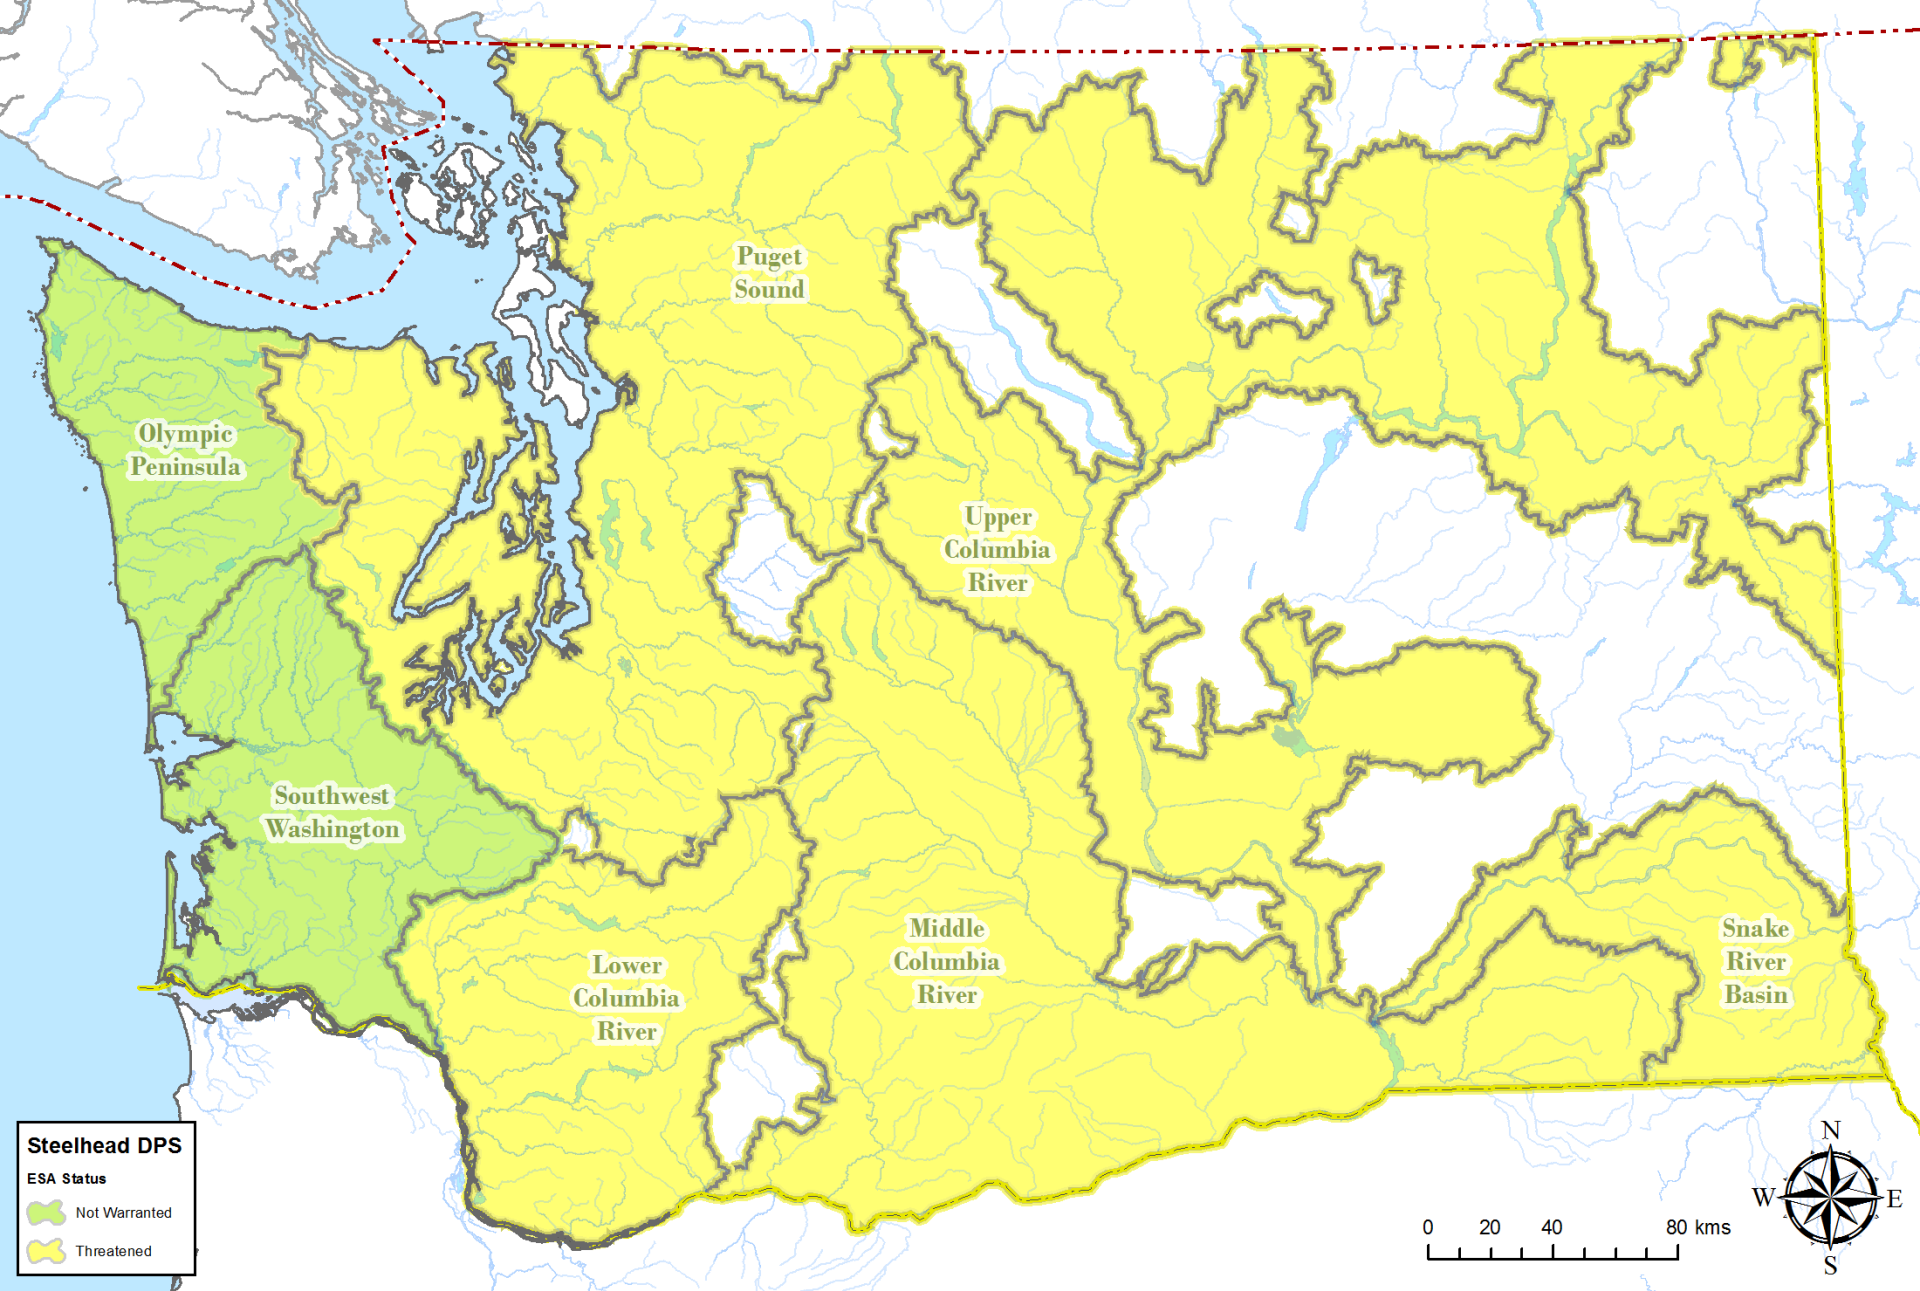 Puget
Sound
Olympic
Peninsula
Upper
Columbia
River
Southwest
Washington
Middle
Columbia
River
Snake
River
Basin
Lower
Columbia
River
Steelhead DPS
ESA Status
Not Warranted
Threatened
0 20 40 80 kms
N
W E
S